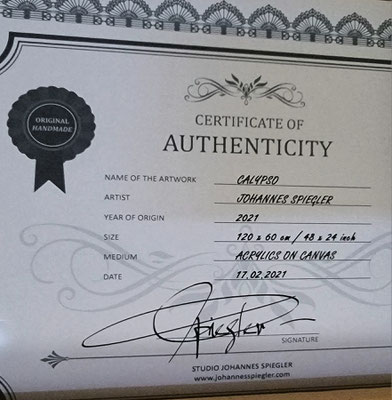 ORIGINAL
HANDMADE
CERTIFICATE OF
AUTHENTICITY
NAME OF THE ARTWORK CALYPSO
ARTIST JOHANNES SPIEGLER
YEAR OF ORIGIN 2021
SIZE 120 x 60 cm / 48 x 24 inch
MEDIUM ACRYLICS ON CANVAS
DATE 17.02.2021
Spiegler
SIGNATURE
STUDIO JOHANNES SPIEGLER
www.johannesspiegler.com